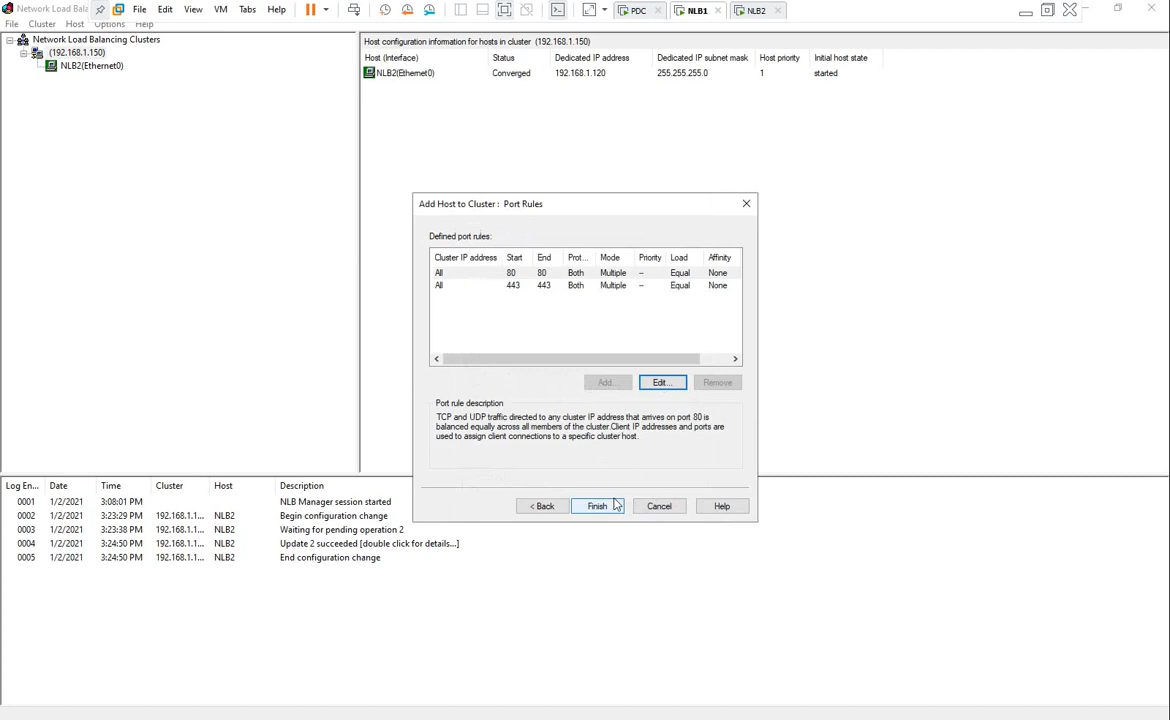 Network Load Bala
File Edit View VM Tabs Help
PDC
NLB1
NLB2
File Cluster Host Options Help
Network Load Balancing Clusters
(192.168.1.150)
NLB2(Ethernet0)
Host configuration information for hosts in cluster (192.168.1.150)
Host (Interface) Status Dedicated IP address Dedicated IP subnet mask Host priority Initial host state
NLB2(Ethernet0) Converged 192.168.1.120 255.255.255.0 1 started
Add Host to Cluster : Port Rules
Defined port rules:
Cluster IP address Start End Prot... Mode Priority Load Affinity
All 80 80 Both Multiple -- Equal None
All 443 443 Both Multiple -- Equal None
Add... Edit... Remove
Port rule description
TCP and UDP traffic directed to any cluster IP address that arrives on port 80 is
balanced equally across all members of the cluster.Client IP addresses and ports are
used to assign client connections to a specific cluster host.
< Back Finish Cancel Help
Log En... Date Time Cluster Host Description
0001 1/2/2021 3:08:01 PM NLB Manager session started
0002 1/2/2021 3:23:29 PM 192.168.1.1... NLB2 Begin configuration change
0003 1/2/2021 3:23:38 PM 192.168.1.1... NLB2 Waiting for pending operation 2
0004 1/2/2021 3:24:50 PM 192.168.1.1... NLB2 Update 2 succeeded [double click for details...]
0005 1/2/2021 3:24:50 PM 192.168.1.1... NLB2 End configuration change